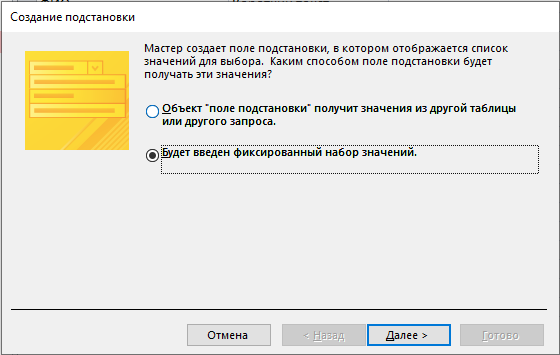 Создание подстановки
Мастер создает поле подстановки, в котором отображается список
значений для выбора.  Каким способом поле подстановки будет
получать эти значения?
Объект "поле подстановки" получит значения из другой таблицы
или другого запроса.
Будет введен фиксированный набор значений.
Отмена
< Назад
Далее >
Готово